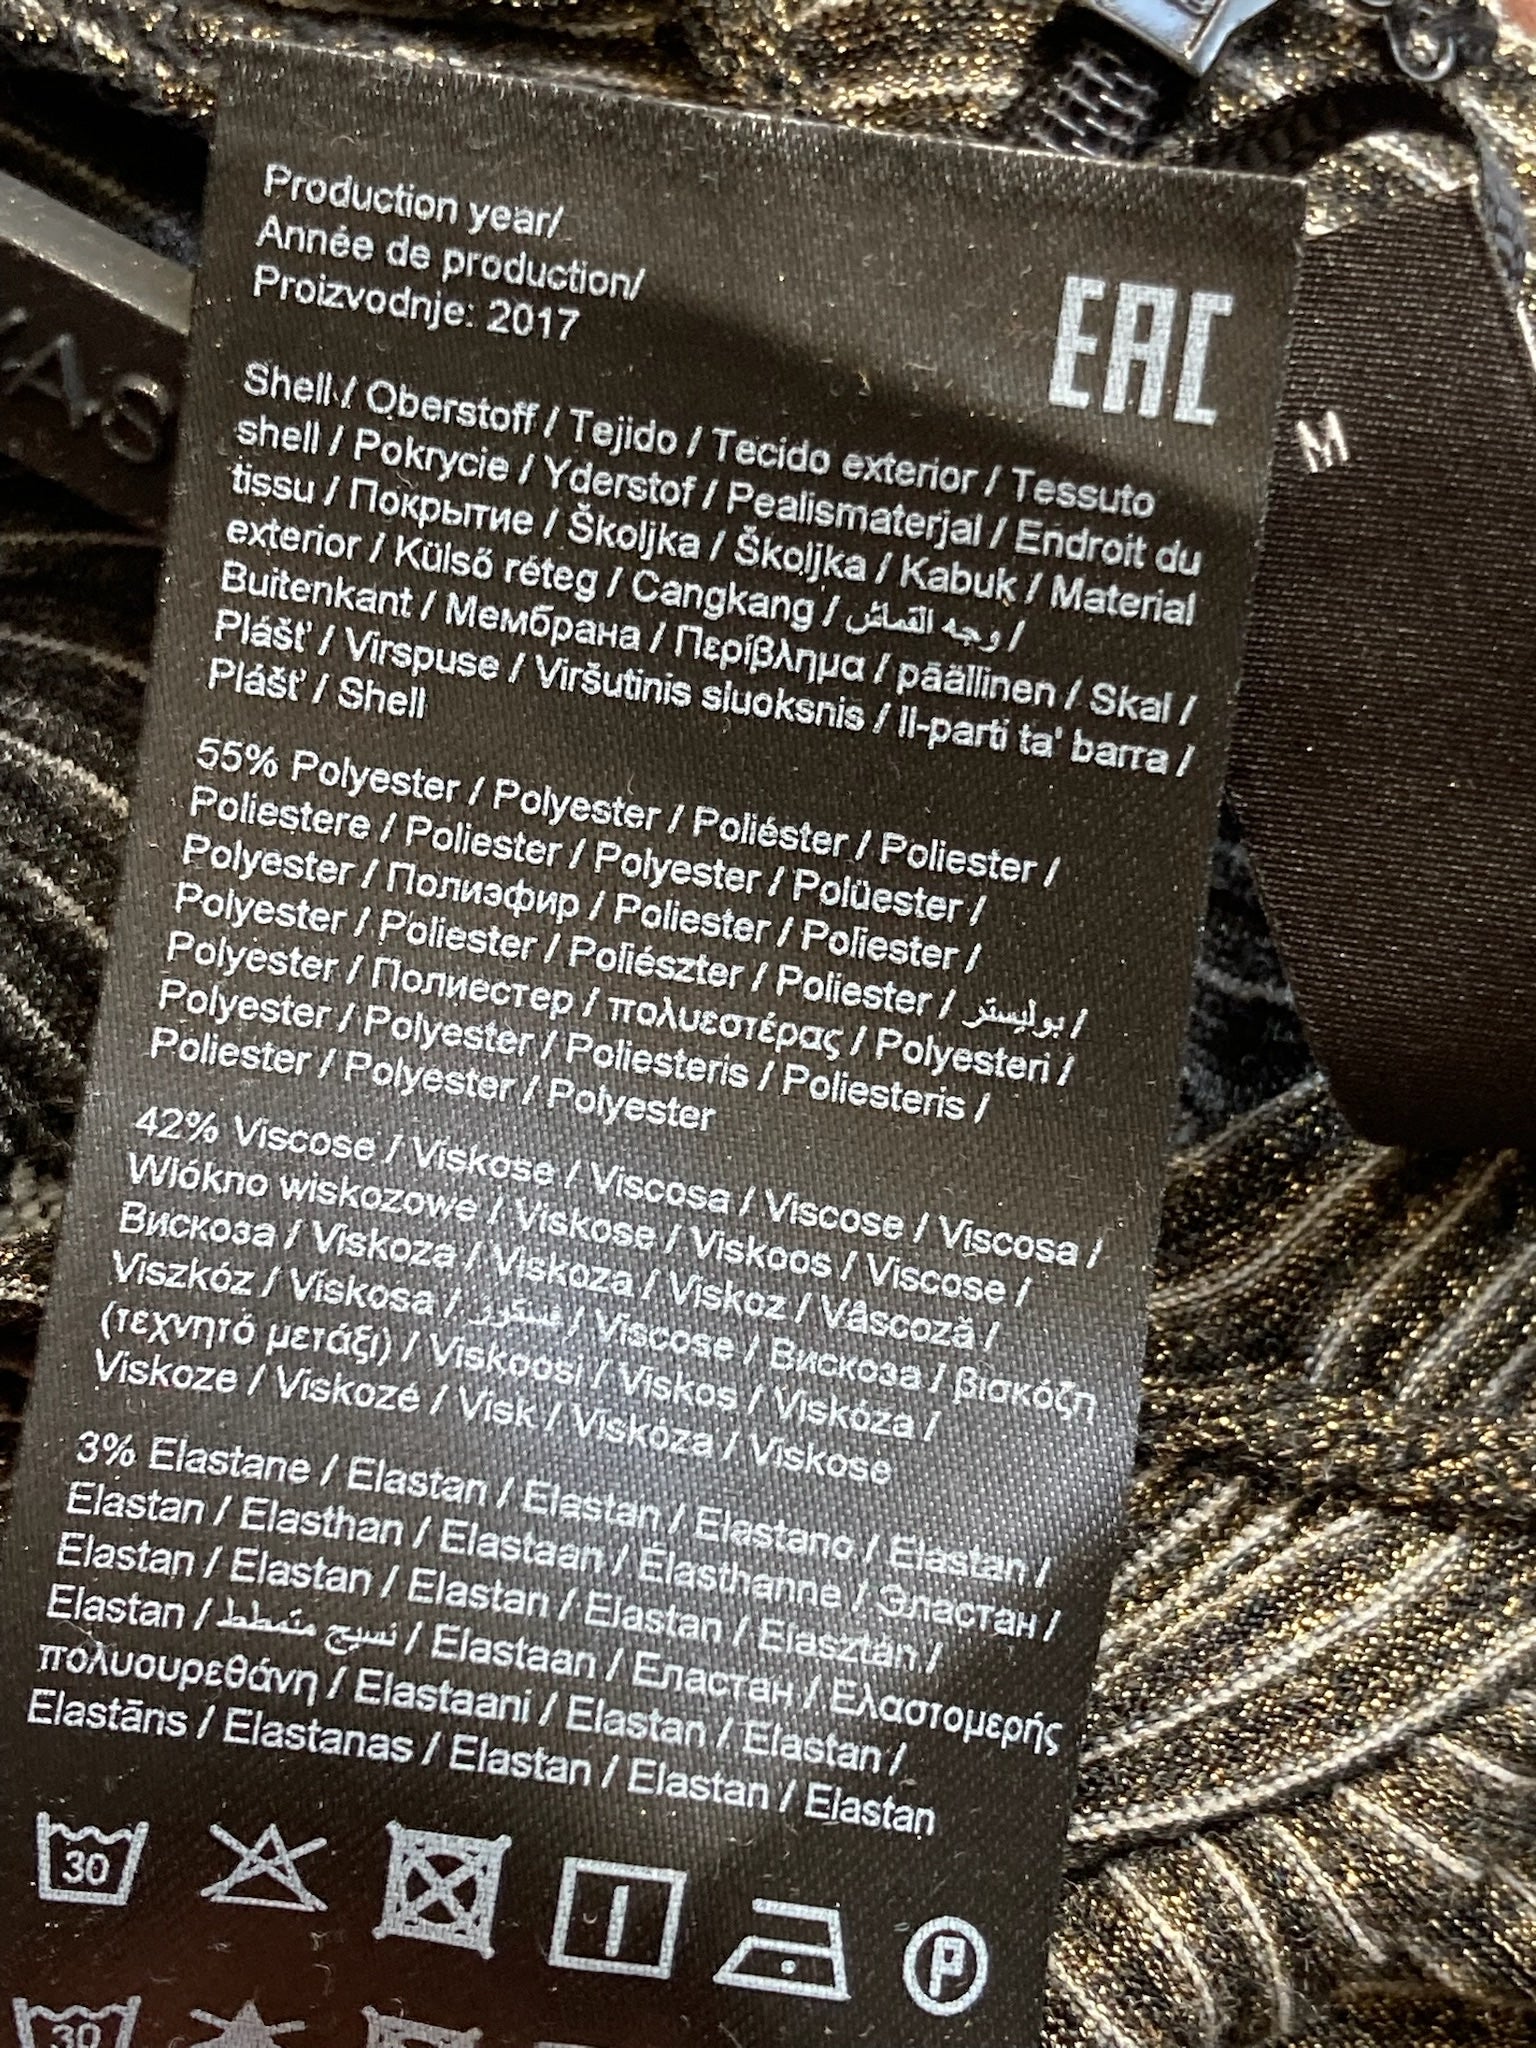 Production year/
Année de production/
Proizvodnje: 2017
EAC
M
Shell / Oberstoff / Tejido / Tecido exterior / Tessuto
shell / Pokrycie / Yderstof / Pealismaterjal / Endroit du
tissu / Покрытие / Školjka / Školjka / Kabuk / Material
exterior / Külső réteg / Cangkang / وجه القماش /
Buitenkant / Мембрана / Περίβλημα / päällinen / Skal /
Plášť / Virspuse / Viršutinis sluoksnis / Il-parti ta' barra /
Plášť / Shell
55% Polyester / Polyester / Poliéster / Poliester /
Poliestere / Poliester / Polyester / Polüester /
Polyester / Полиэфир / Poliester / Poliester /
Polyester / Poliester / Poliészter / Poliester / بوليستر /
Polyester / Полиестер / πολυεστέρας / Polyesteri /
Polyester / Polyester / Poliesteris / Poliesteris /
Poliester / Polyester / Polyester
42% Viscose / Viskose / Viscosa / Viscose / Viscosa /
Wlókno wiskozowe / Viskose / Viskoos / Viscose /
Вискоза / Viskoza / Viskoza / Viskoz / Vâscoză /
Viszkóz / Viskosa / فسكوز / Viscose / Вискоза / βισκόζη
(τεχνητό μετάξι) / Viskoosi / Viskos / Viskóza /
Viskoze / Viskozė / Visk / Viskóza / Viskose
3% Elastane / Elastan / Elastan / Elastano / Elastan /
Elastan / Elasthan / Elastaan / Élasthanne / Эластан /
Elastan / Elastan / Elastan / Elastan / Elasztán /
Elastan / نسيج متمطط / Elastaan / Еластан / Ελαστομερής
πολυουρεθάνη / Elastaani / Elastan / Elastan /
Elastāns / Elastanas / Elastan / Elastan / Elastan
30
P
30